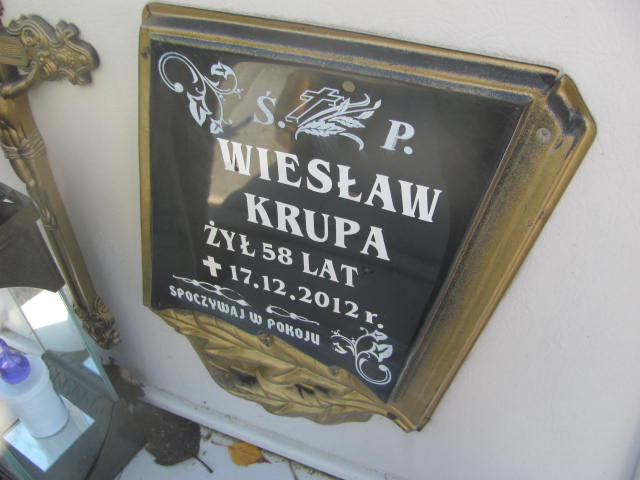 Ś. P.
WIESŁAW
KRUPA
ŻYŁ 58 LAT
✝ 17.12.2012 r.
SPOCZYWAJ W POKOJU